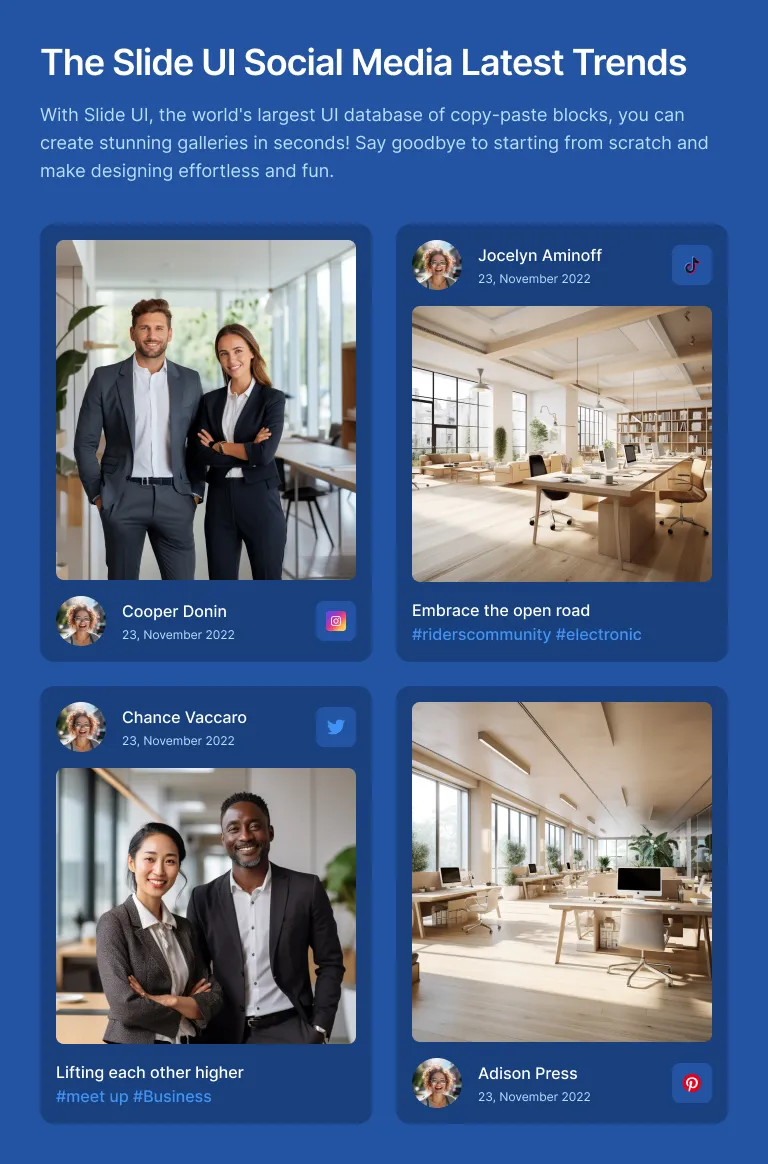 The Slide UI Social Media Latest Trends
With Slide UI, the world's largest UI database of copy-paste blocks, you can
create stunning galleries in seconds! Say goodbye to starting from scratch and
make designing effortless and fun.
Cooper Donin
23, November 2022
Jocelyn Aminoff
23, November 2022
Embrace the open road
#riderscommunity #electronic
Chance Vaccaro
23, November 2022
Lifting each other higher
#meet up #Business
Adison Press
23, November 2022